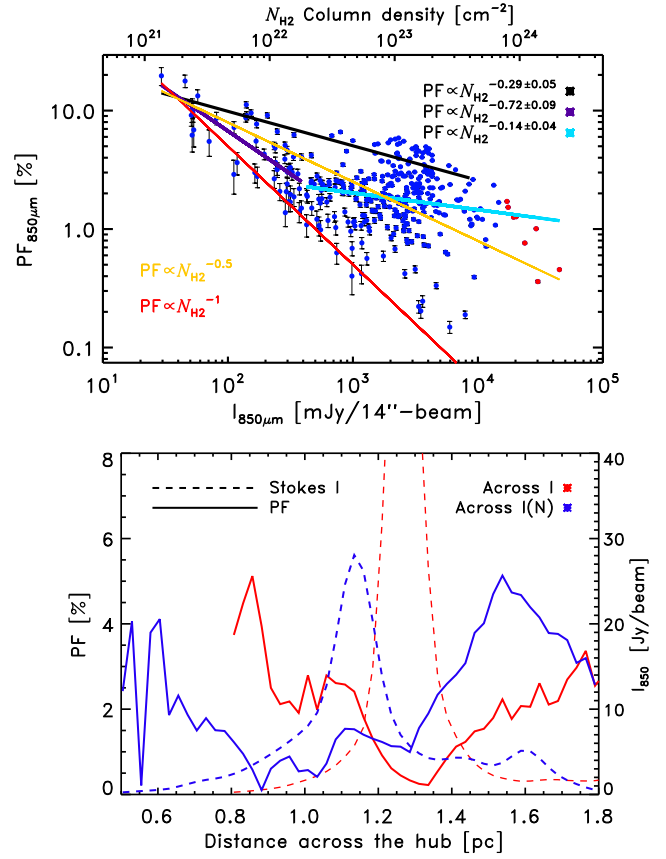 N_H2 Column density [cm^-2]
10^21 10^22 10^23 10^24
PF∝N_H2^-0.29±0.05
PF∝N_H2^-0.72±0.09
PF∝N_H2^-0.14±0.04
10.0
1.0
0.1
PF_850μm [%]
PF∝N_H2^-0.5
PF∝N_H2^-1
10^1 10^2 10^3 10^4 10^5
I_850μm [mJy/14''-beam]
8 40
Stokes I Across I
PF Across I(N)
6 30
4 20
2 10
0 0
PF [%]
I_850 [Jy/beam]
0.6 0.8 1.0 1.2 1.4 1.6 1.8
Distance across the hub [pc]